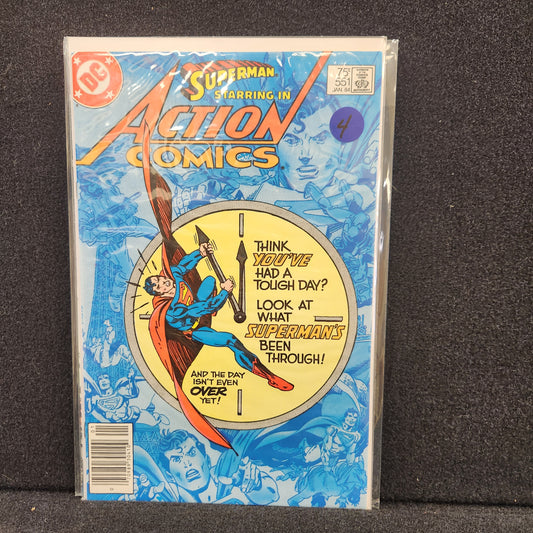 DC
SUPERMAN
STARRING IN
ACTION
COMICS
75¢
551
JAN. 84
4
THINK
YOU'VE
HAD A
TOUGH DAY?
LOOK AT
WHAT
SUPERMAN'S
BEEN
THROUGH!
AND THE DAY
ISN'T EVEN
OVER
YET!